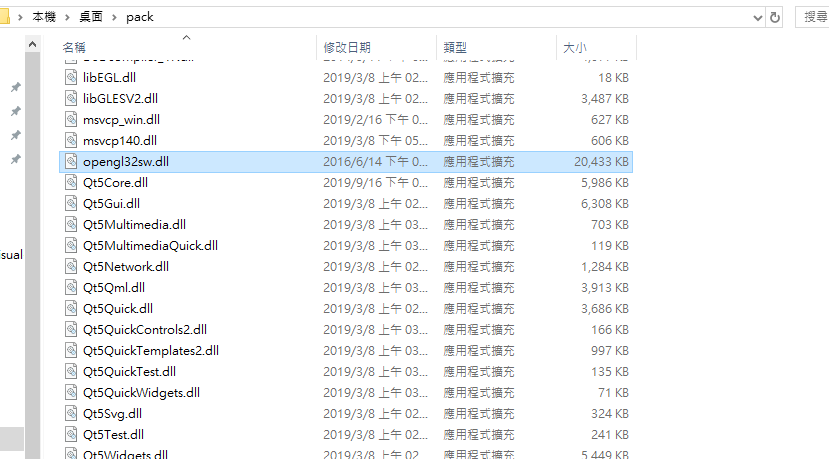 本機 > 桌面 > pack 搜尋
名稱 修改日期 類型 大小
libEGL.dll 2019/3/8 上午 02... 應用程式擴充 18 KB
libGLESV2.dll 2019/3/8 上午 02... 應用程式擴充 3,487 KB
msvcp_win.dll 2019/2/16 下午 0... 應用程式擴充 627 KB
msvcp140.dll 2019/3/8 下午 05... 應用程式擴充 606 KB
opengl32sw.dll 2016/6/14 下午 0... 應用程式擴充 20,433 KB
Qt5Core.dll 2019/9/16 下午 0... 應用程式擴充 5,986 KB
Qt5Gui.dll 2019/3/8 上午 02... 應用程式擴充 6,308 KB
Qt5Multimedia.dll 2019/3/8 上午 03... 應用程式擴充 703 KB
Qt5MultimediaQuick.dll 2019/3/8 上午 03... 應用程式擴充 119 KB
sual
Qt5Network.dll 2019/3/8 上午 02... 應用程式擴充 1,284 KB
Qt5Qml.dll 2019/3/8 上午 03... 應用程式擴充 3,913 KB
Qt5Quick.dll 2019/3/8 上午 02... 應用程式擴充 3,686 KB
Qt5QuickControls2.dll 2019/3/8 上午 03... 應用程式擴充 166 KB
Qt5QuickTemplates2.dll 2019/3/8 上午 03... 應用程式擴充 997 KB
Qt5QuickTest.dll 2019/3/8 上午 03... 應用程式擴充 135 KB
Qt5QuickWidgets.dll 2019/3/8 上午 03... 應用程式擴充 71 KB
Qt5Svg.dll 2019/3/8 上午 02... 應用程式擴充 324 KB
Qt5Test.dll 2019/3/8 上午 02... 應用程式擴充 241 KB
Qt5Widgets.dll 2019/3/8 上午 02... 應用程式擴充 5,449 KB